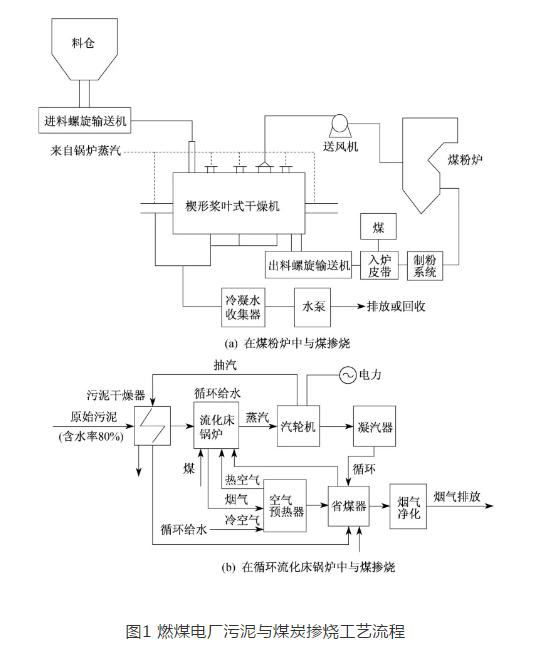 料仓
进料螺旋输送机
来自锅炉蒸汽
送风机
煤粉炉
楔形桨叶式干燥机
煤
出料螺旋输送机
入炉
皮带
制粉
系统
冷凝水
收集器
水泵
排放或回收
(a) 在煤粉炉中与煤掺烧
抽汽
电力
污泥干燥器
循环给水
原始污泥
(含水率80%)
流化床
锅炉
蒸汽
汽轮机
凝汽器
煤
热空气
循环
烟气
空气
预热器
省煤器
烟气
净化
烟气排放
冷空气
循环给水
(b) 在循环流化床锅炉中与煤掺烧
图1 燃煤电厂污泥与煤炭掺烧工艺流程